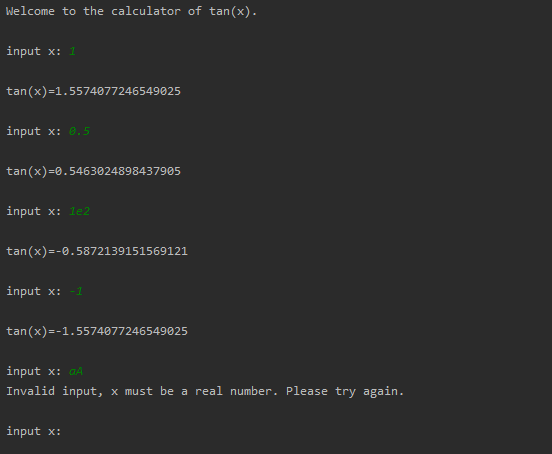 Welcome to the calculator of tan(x).
input x: 1
tan(x)=1.5574077246549025
input x: 0.5
tan(x)=0.5463024898437905
input x: 1e2
tan(x)=-0.5872139151569121
input x: -1
tan(x)=-1.5574077246549025
input x: aA
Invalid input, x must be a real number. Please try again.
input x: